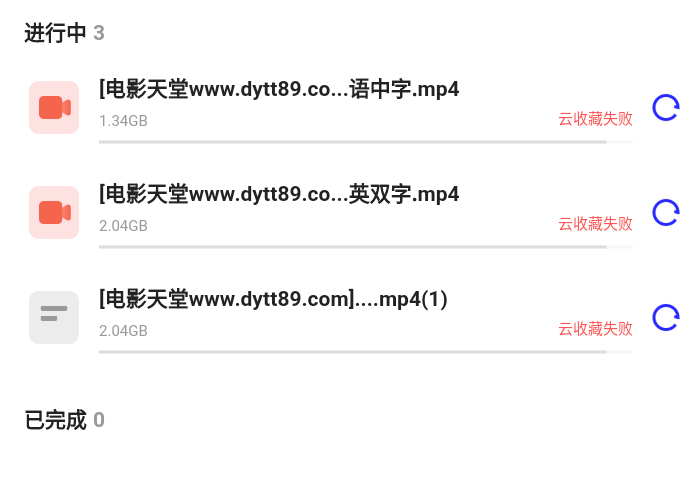 进行中 3
[电影天堂www.dytt89.co...语中字.mp4
1.34GB
云收藏失败
[电影天堂www.dytt89.co...英双字.mp4
2.04GB
云收藏失败
[电影天堂www.dytt89.com]....mp4(1)
2.04GB
云收藏失败
已完成 0